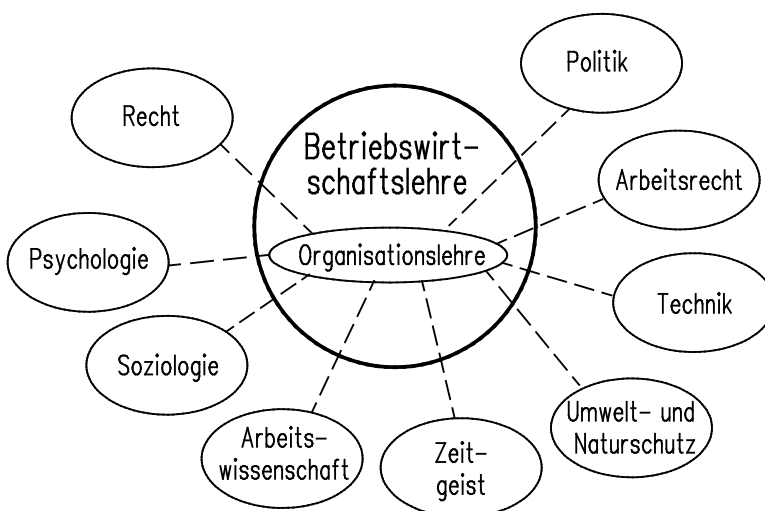 Politik
Recht
Betriebswirt-
schaftslehre
Arbeitsrecht
Organisationslehre
Psychologie
Technik
Soziologie
Umwelt- und
Naturschutz
Arbeits-
wissenschaft
Zeit-
geist